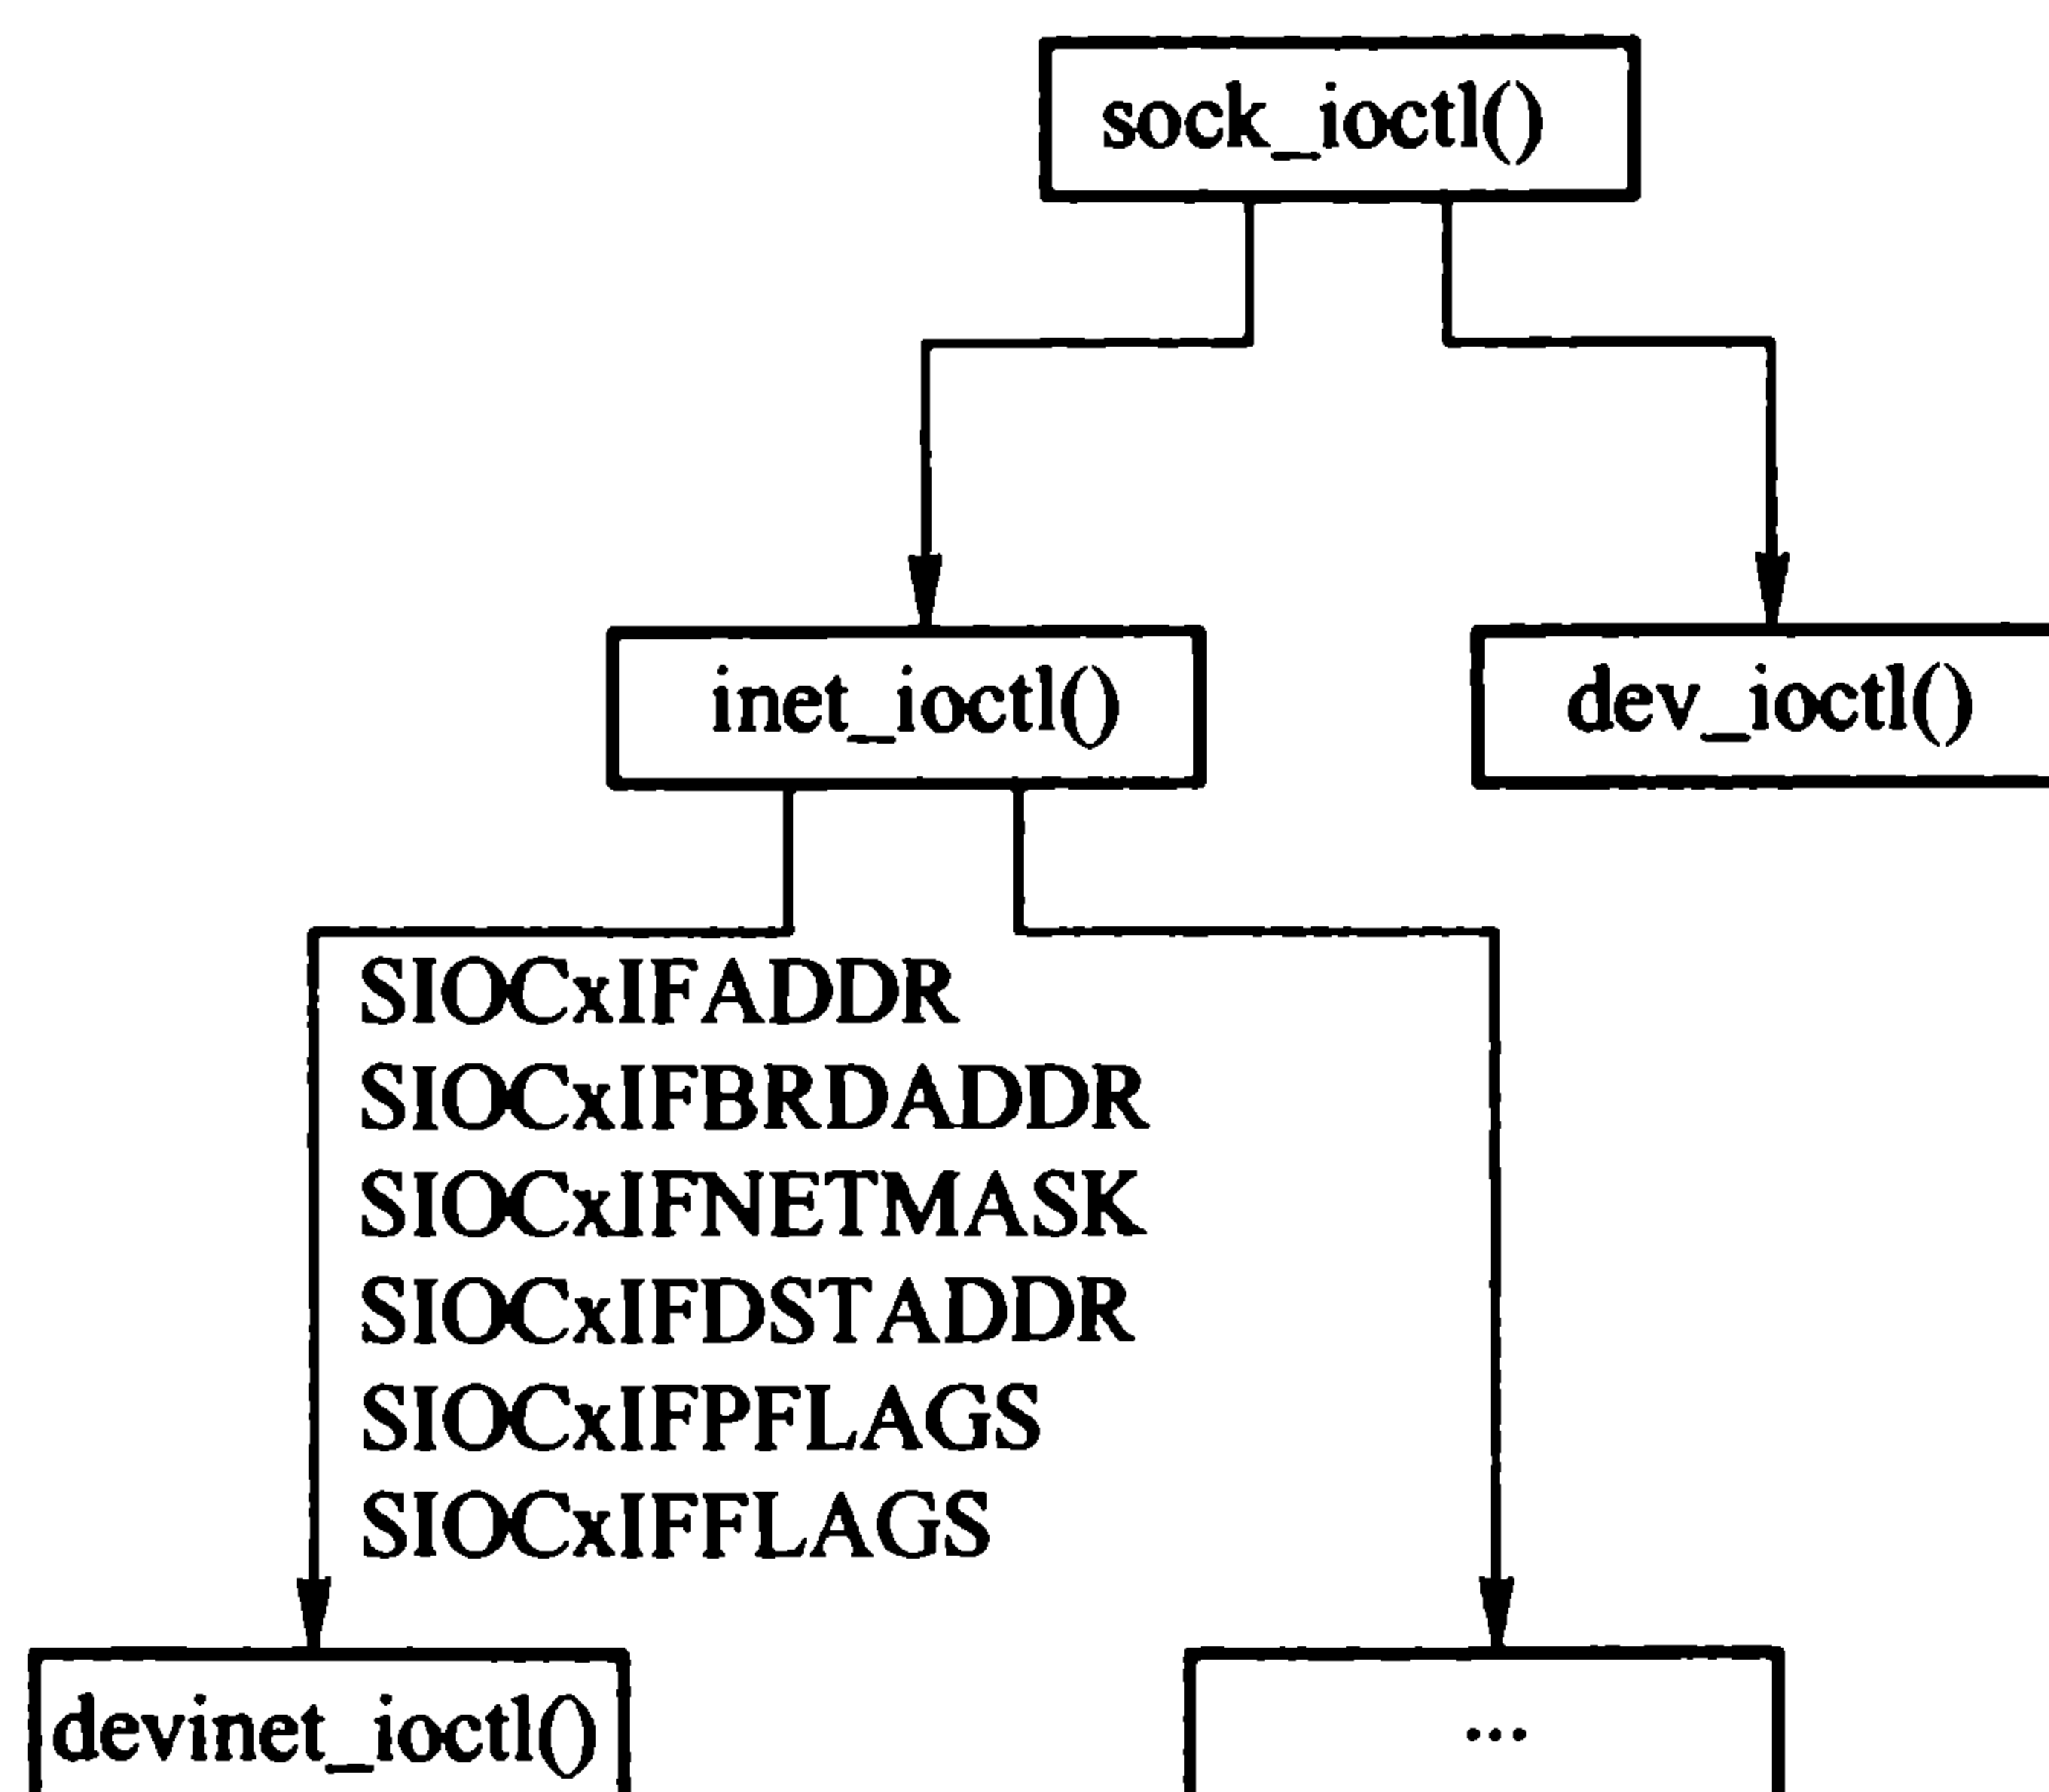 sock_ioctl()
inet_ioctl()
dev_ioctl()
SIOCxIFADDR
SIOCxIFBRDADDR
SIOCxIFNETMASK
SIOCxIFDSTADDR
SIOCxIFPFLAGS
SIOCxIFFLAGS
devinet_ioctl()
...